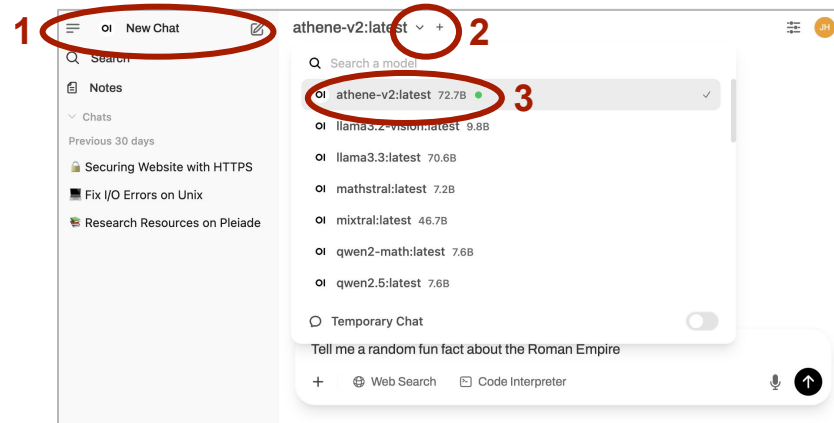 1
OI New Chat
Search
Notes
Chats
Previous 30 days
Securing Website with HTTPS
Fix I/O Errors on Unix
Research Resources on Pleiade
athene-v2:latest
2
Search a model
OI athene-v2:latest 72.7B
3
OI llama3.2-vision:latest 9.8B
OI llama3.3:latest 70.6B
OI mathstral:latest 7.2B
OI mixtral:latest 46.7B
OI qwen2-math:latest 7.6B
OI qwen2.5:latest 7.6B
Temporary Chat
Tell me a random fun fact about the Roman Empire
+ Web Search Code Interpreter
JH